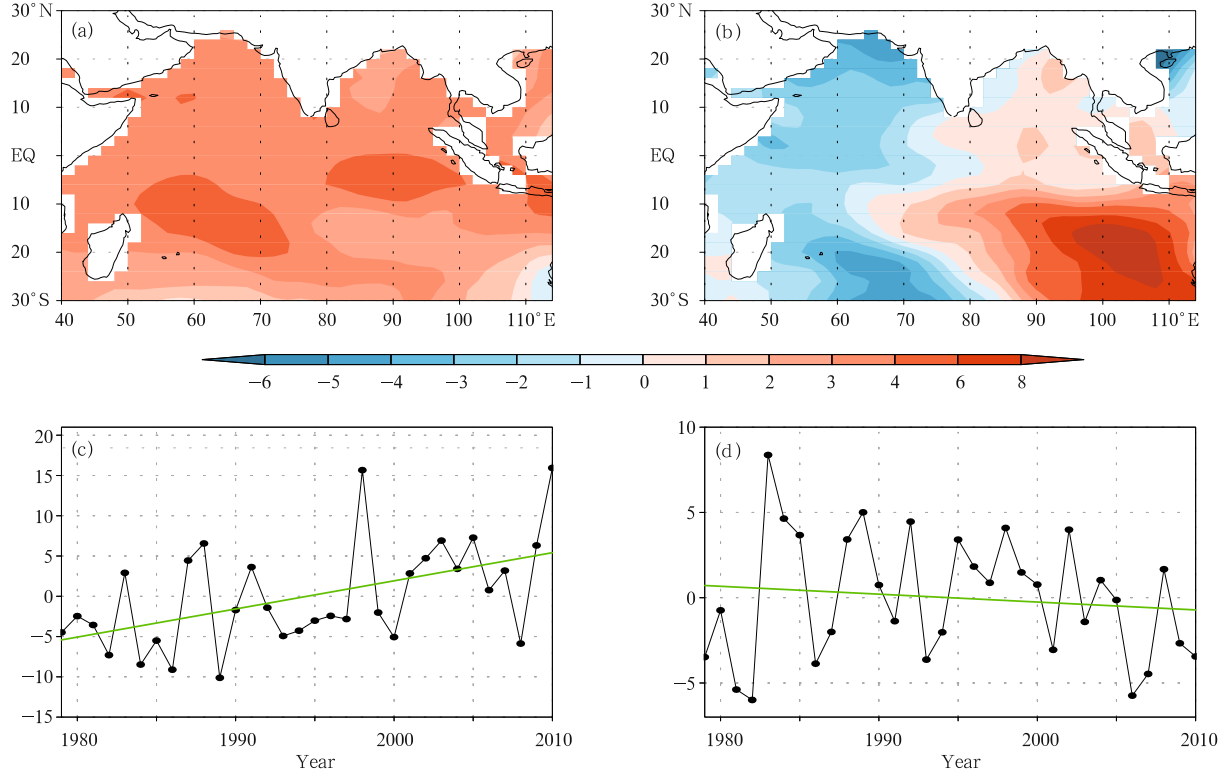 30°N (a) (b) 30°N
20 20
10 10
EQ EQ
10 10
20 20
30°S 30°S
40 50 60 70 80 90 100 110°E 40 50 60 70 80 90 100 110°E
−6 −5 −4 −3 −2 −1 0 1 2 3 4 6 8
20 (c) 10 (d)
15
10 5
5
0 0
−5
−10 −5
−15
1980 1990 2000 2010 1980 1990 2000 2010
Year Year